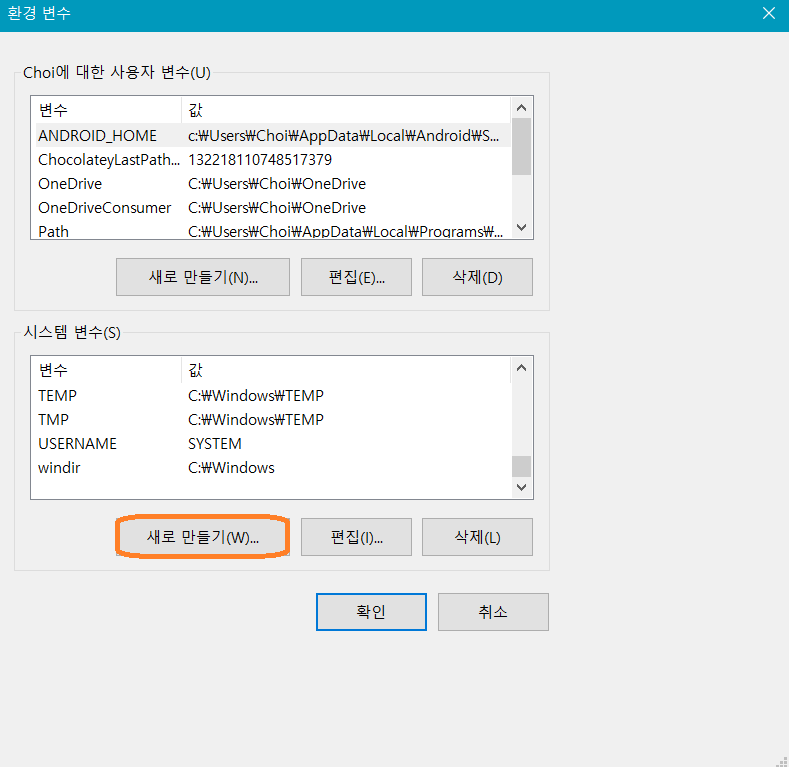 환경 변수
Choi에 대한 사용자 변수(U)
변수 값
ANDROID_HOME c:₩Users₩Choi₩AppData₩Local₩Android₩S...
ChocolateyLastPath... 132218110748517379
OneDrive C:₩Users₩Choi₩OneDrive
OneDriveConsumer C:₩Users₩Choi₩OneDrive
Path C:₩Users₩Choi₩AppData₩Local₩Programs₩...
새로 만들기(N)... 편집(E)... 삭제(D)
시스템 변수(S)
변수 값
TEMP C:₩Windows₩TEMP
TMP C:₩Windows₩TEMP
USERNAME SYSTEM
windir C:₩Windows
새로 만들기(W)... 편집(I)... 삭제(L)
확인 취소